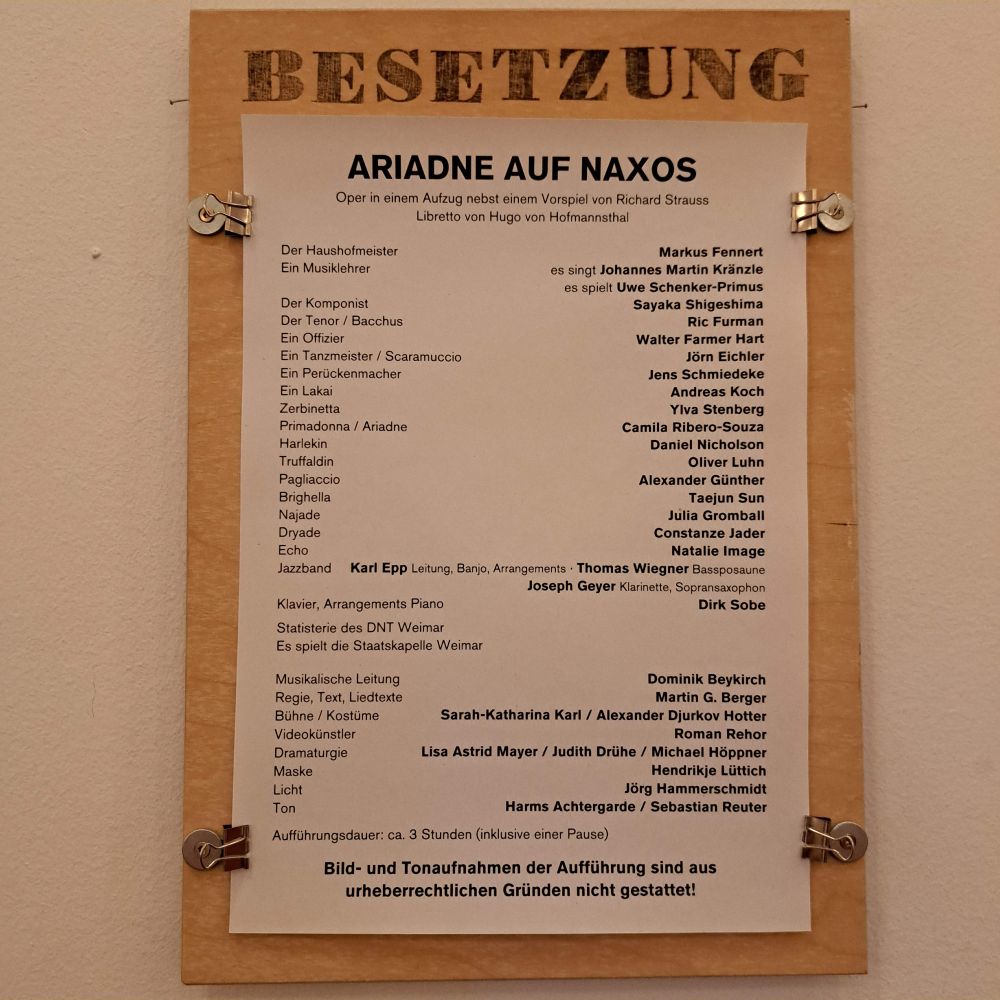 BESETZUNG
ARIADNE AUF NAXOS
Oper in einem Aufzug nebst einem Vorspiel von Richard Strauss
Libretto von Hugo von Hofmannsthal
Der Haushofmeister Markus Fennert
Ein Musiklehrer es singt Johannes Martin Kränzle
es spielt Uwe Schenker-Primus
Der Komponist Sayaka Shigeshima
Der Tenor / Bacchus Ric Furman
Ein Offizier Walter Farmer Hart
Ein Tanzmeister / Scaramuccio Jörn Eichler
Ein Perückenmacher Jens Schmiedeke
Ein Lakai Andreas Koch
Zerbinetta Ylva Stenberg
Primadonna / Ariadne Camila Ribero-Souza
Harlekin Daniel Nicholson
Truffaldin Oliver Luhn
Pagliaccio Alexander Günther
Brighella Taejun Sun
Najade Julia Gromball
Dryade Constanze Jader
Echo Natalie Image
Jazzband Karl Epp Leitung, Banjo, Arrangements · Thomas Wiegner Bassposaune
Joseph Geyer Klarinette, Sopransaxophon
Klavier, Arrangements Piano Dirk Sobe
Statisterie des DNT Weimar
Es spielt die Staatskapelle Weimar
Musikalische Leitung Dominik Beykirch
Regie, Text, Liedtexte Martin G. Berger
Bühne / Kostüme Sarah-Katharina Karl / Alexander Djurkov Hotter
Videokünstler Roman Rehor
Dramaturgie Lisa Astrid Mayer / Judith Drühe / Michael Höppner
Maske Hendrikje Lüttich
Licht Jörg Hammerschmidt
Ton Harms Achtergarde / Sebastian Reuter
Aufführungsdauer: ca. 3 Stunden (inklusive einer Pause)
Bild- und Tonaufnahmen der Aufführung sind aus
urheberrechtlichen Gründen nicht gestattet!